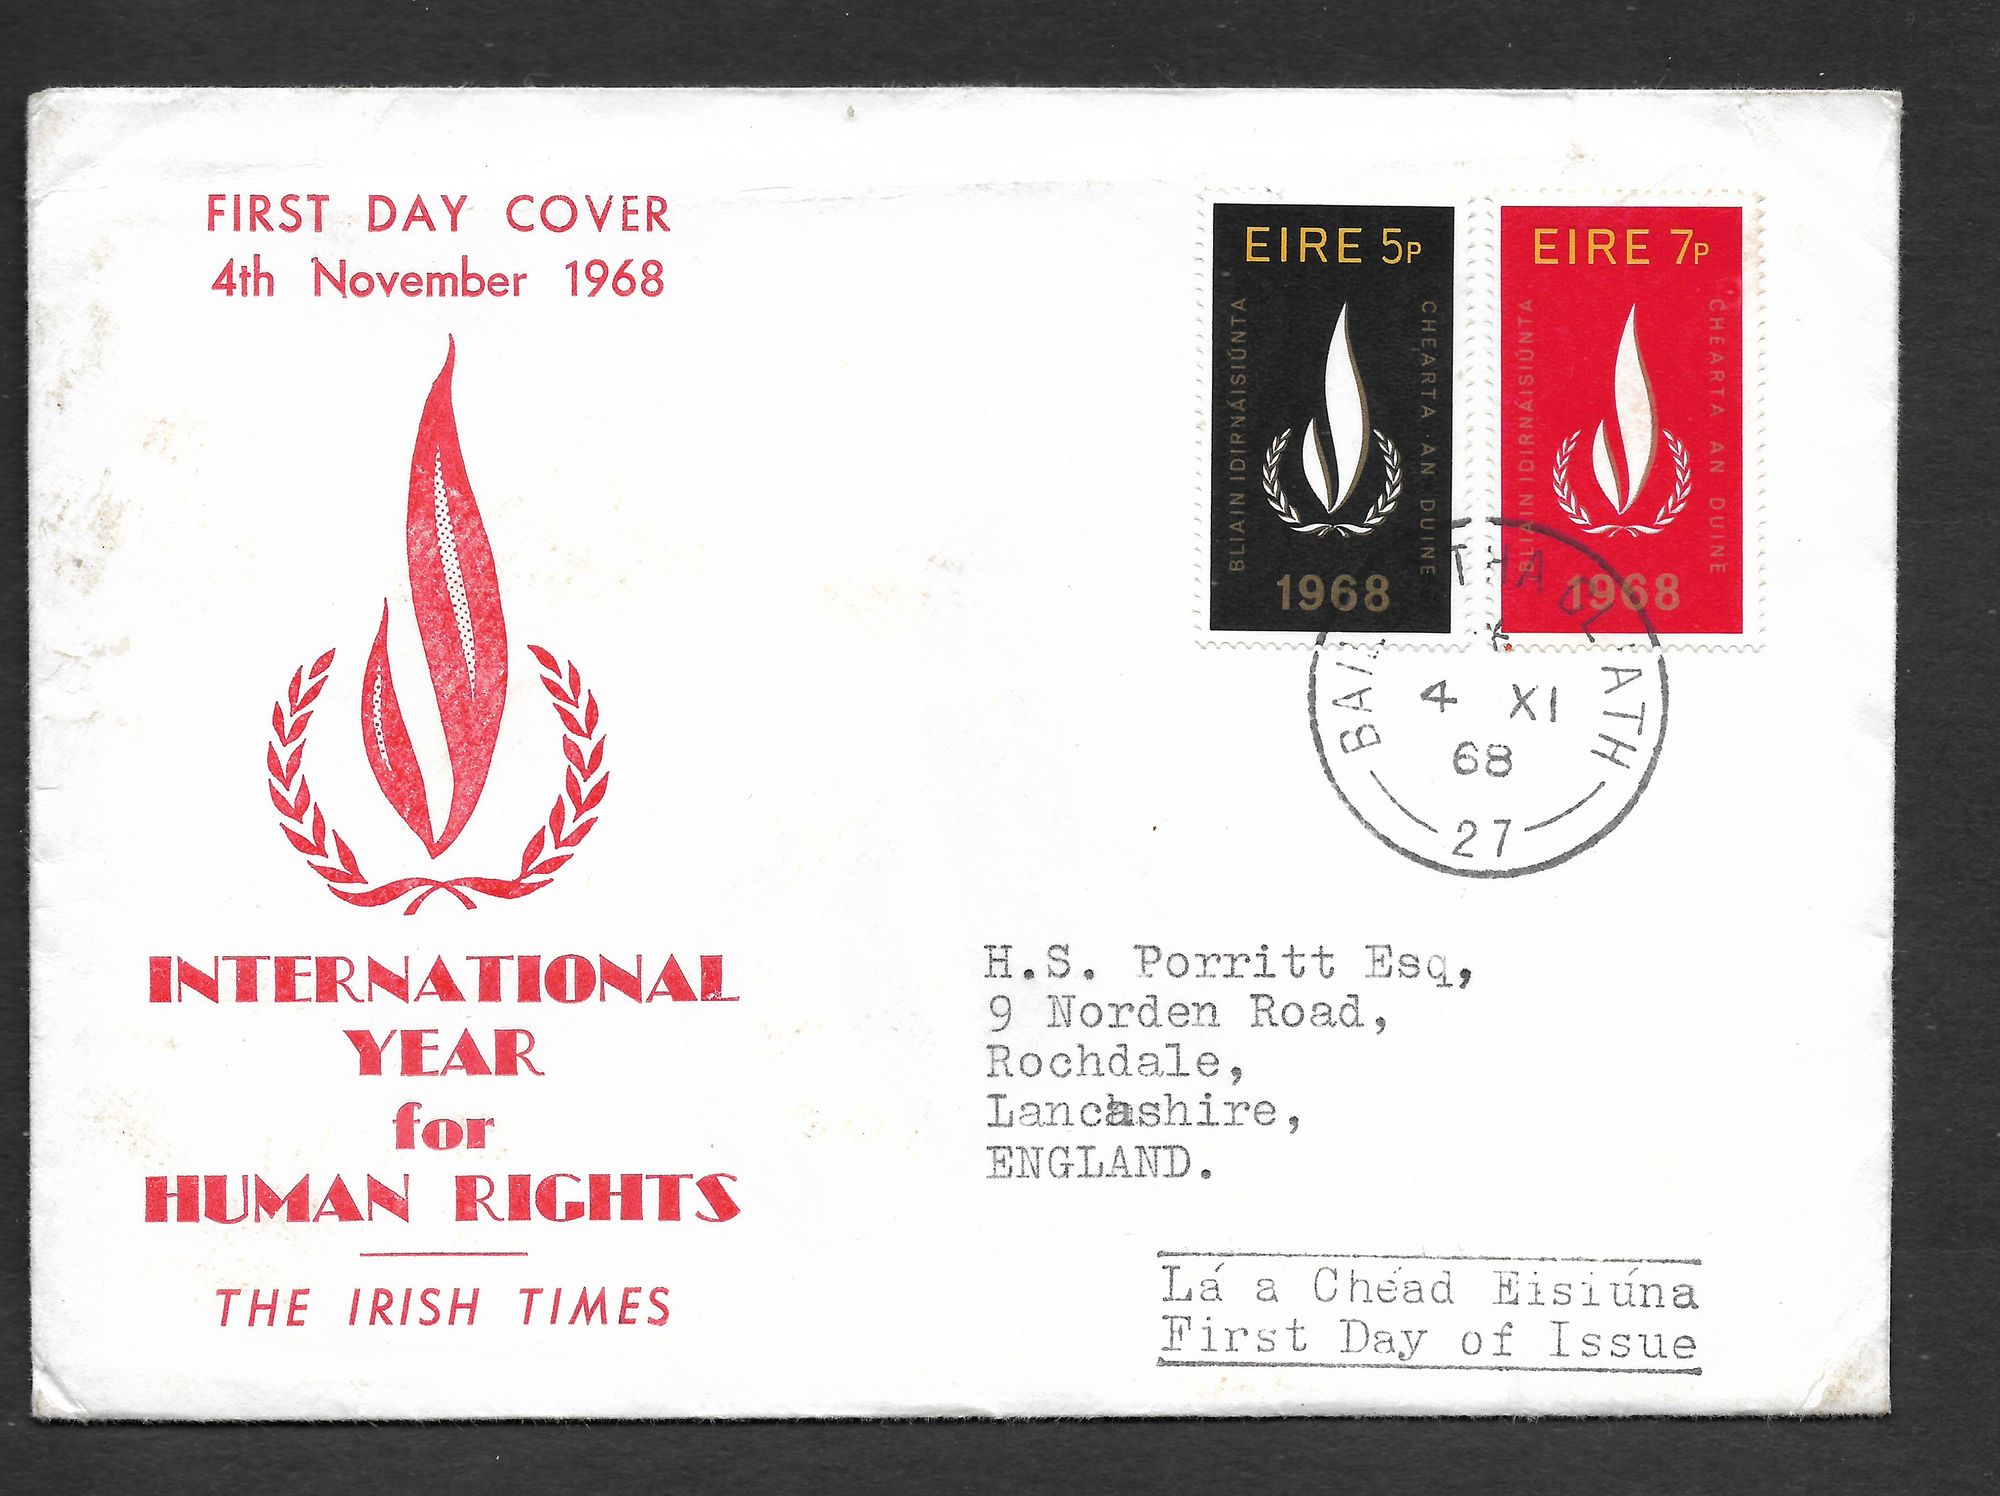 FIRST DAY COVER
4th November 1968
INTERNATIONAL
YEAR
for
HUMAN RIGHTS
THE IRISH TIMES
EIRE 5P
BLIAIN IDIRNÁISIÚNTA
CHEARTA AN DUINE
1968
EIRE 7P
BLIAIN IDIRNÁISIÚNTA
CHEARTA AN DUINE
1968
4 XI
68
27
H.S. Porritt Esq,
9 Norden Road,
Rochdale,
Lancashire,
ENGLAND.
Lá a Chéad Eisiúna
First Day of Issue